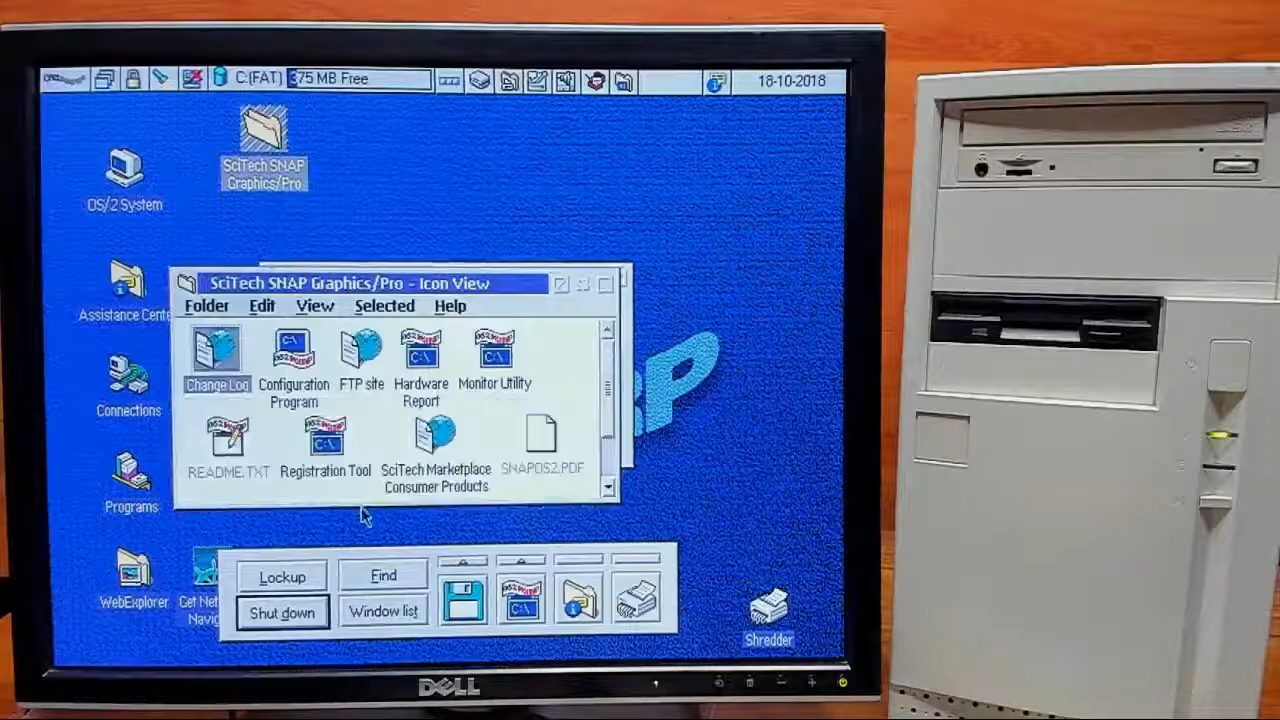 C:(FAT) 375 MB Free
18-10-2018
SciTech SNAP
Graphics/Pro
OS/2 System
SciTech SNAP Graphics/Pro - Icon View
Folder Edit View Selected Help
Assistance Cente
Change Log
Configuration
Program
FTP site
Hardware
Report
Monitor Utility
Connections
RP
README.TXT
Registration Tool
SciTech Marketplace
Consumer Products
SNAPOS2.PDF
Programs
Lockup
Find
Shut down
Window list
WebExplorer
Get Net
Navig
Shredder
DELL